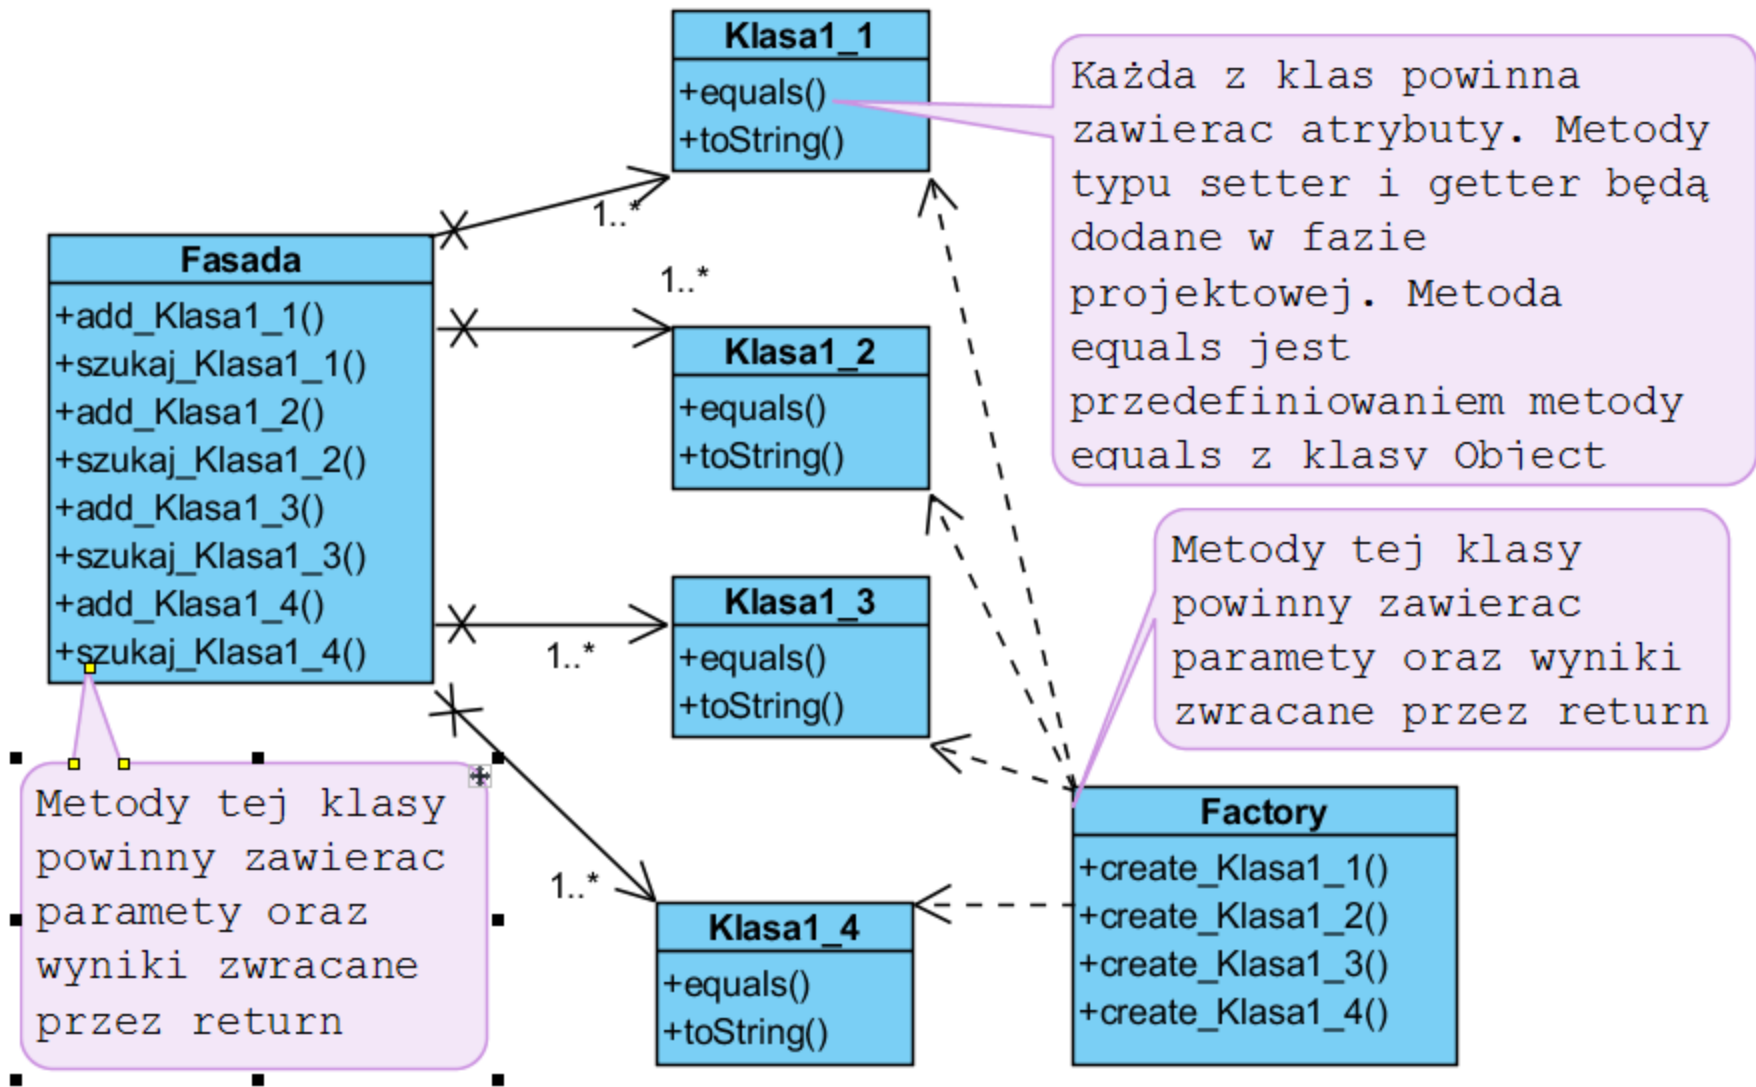 Klasa1_1
+equals()
+toString()
Każda z klas powinna
zawierac atrybuty. Metody
typu setter i getter będą
dodane w fazie
projektowej. Metoda
equals jest
przedefiniowaniem metody
equals z klasy Object
1..*
Fasada
+add_Klasa1_1()
+szukaj_Klasa1_1()
+add_Klasa1_2()
+szukaj_Klasa1_2()
+add_Klasa1_3()
+szukaj_Klasa1_3()
+add_Klasa1_4()
+szukaj_Klasa1_4()
1..*
Klasa1_2
+equals()
+toString()
Metody tej klasy
powinny zawierac
paramety oraz wyniki
zwracane przez return
Klasa1_3
+equals()
+toString()
1..*
Metody tej klasy
powinny zawierac
paramety oraz
wyniki zwracane
przez return
1..*
Klasa1_4
+equals()
+toString()
Factory
+create_Klasa1_1()
+create_Klasa1_2()
+create_Klasa1_3()
+create_Klasa1_4()